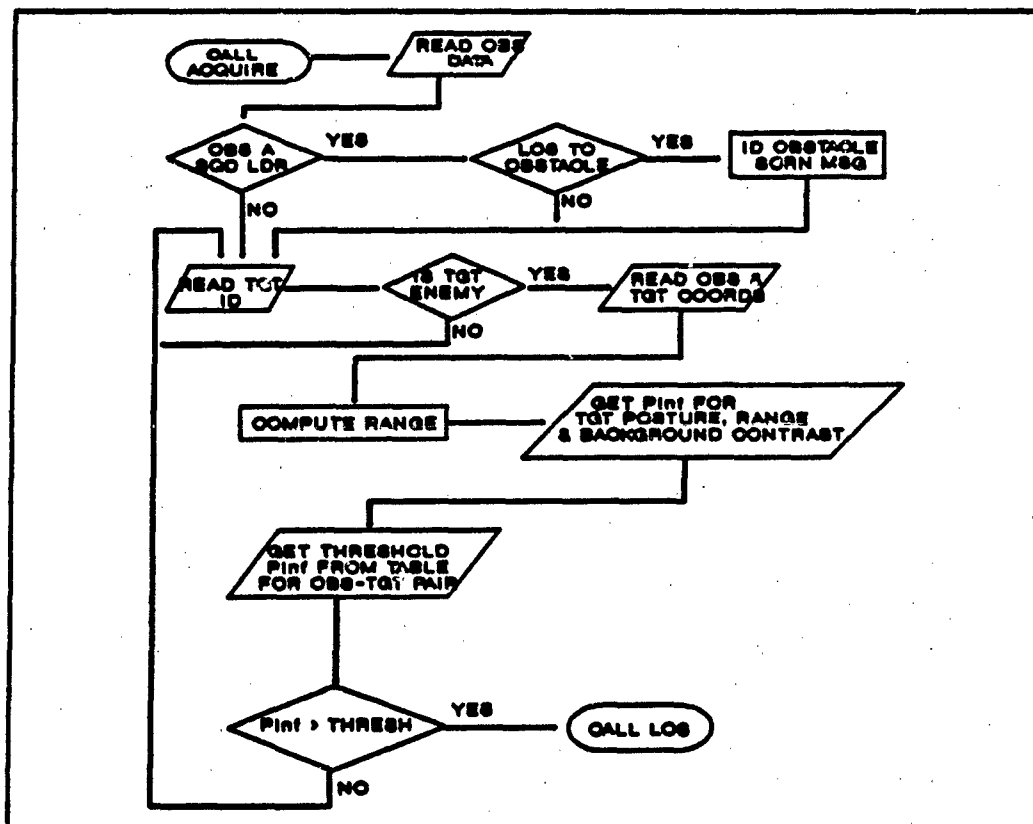 CALL
ACQUIRE
READ OBS
DATA
OBS A
SQD LDR
YES
LOS TO
OBSTACLE
YES
ID OBSTACLE
SCRN MSG
NO
NO
READ TGT
ID
IS TGT
ENEMY
YES
READ OBS &
TGT COORDS
NO
COMPUTE RANGE
GET Pinf FOR
TGT POSTURE, RANGE
& BACKGROUND CONTRAST
GET THRESHOLD
Pinf FROM TABLE
FOR OBS-TGT PAIR
Pinf > THRESH
YES
CALL LOS
NO